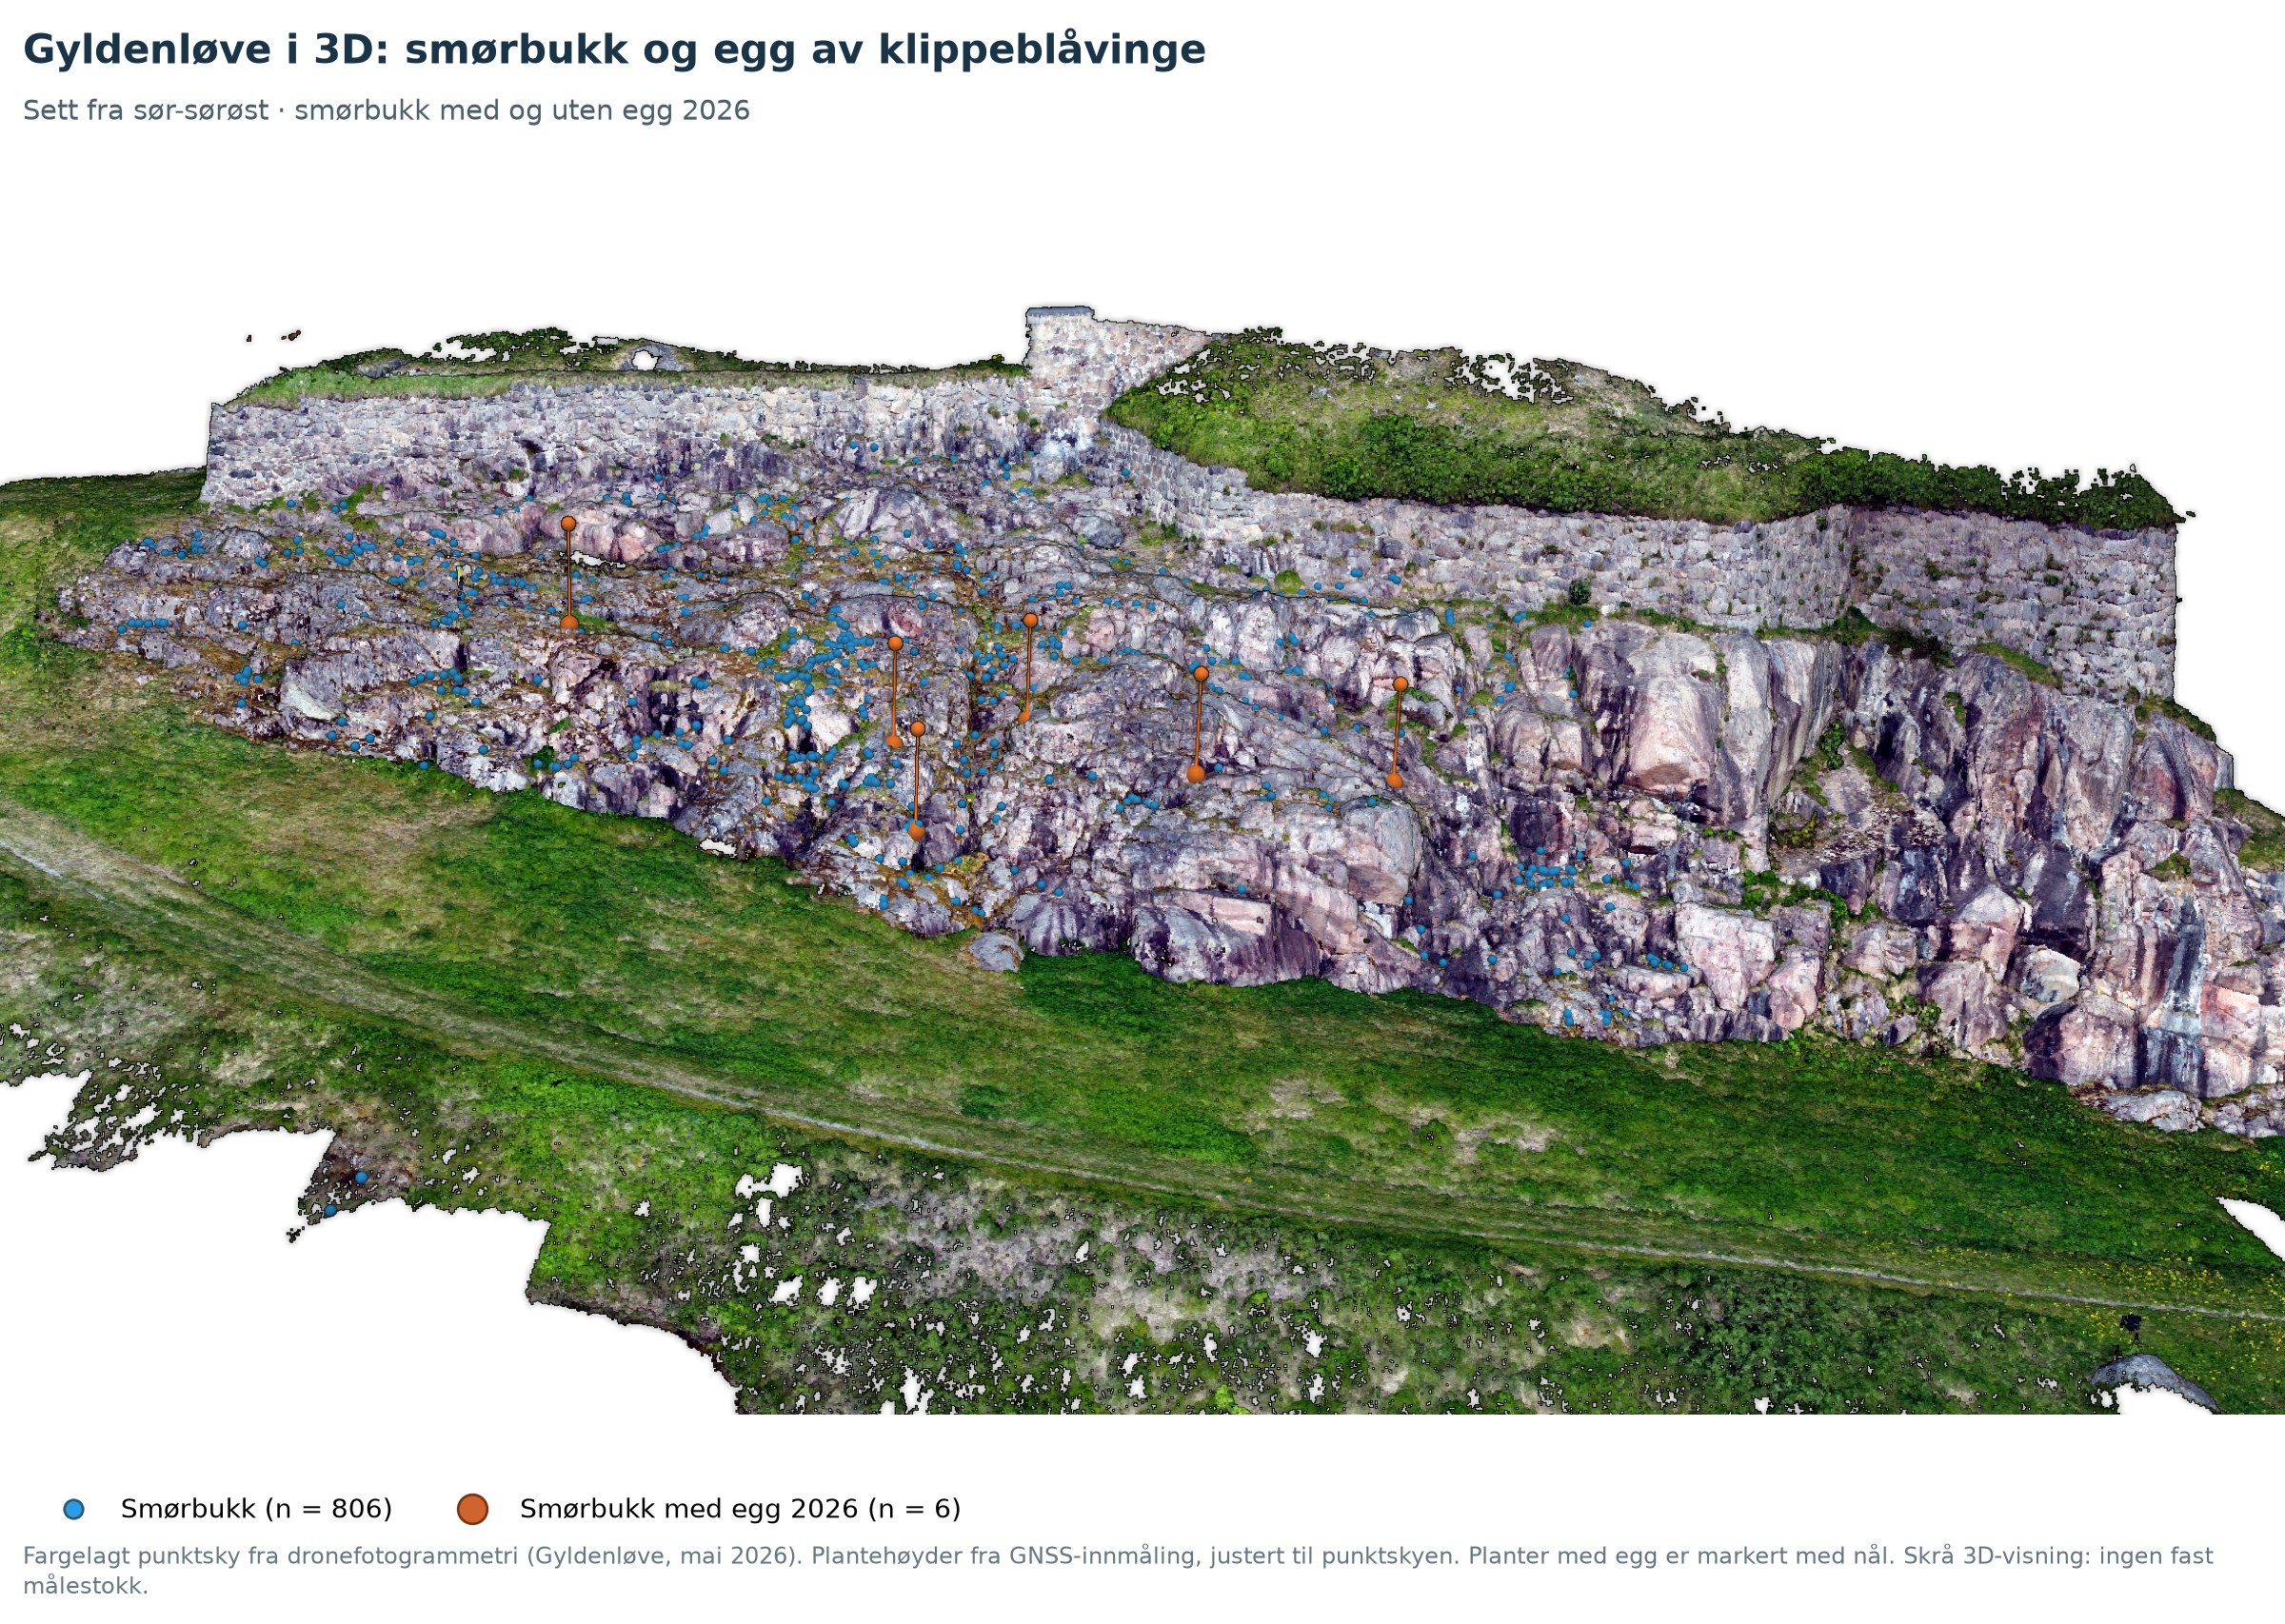 Gyldenløve i 3D: smørbukk og egg av klippeblåvinge
Sett fra sør-sørøst · smørbukk med og uten egg 2026
Smørbukk (n = 806)
Smørbukk med egg 2026 (n = 6)
Fargelagt punktsky fra dronefotogrammetri (Gyldenløve, mai 2026). Plantehøyder fra GNSS-innmåling, justert til punktskyen. Planter med egg er markert med nål. Skrå 3D-visning: ingen fast
målestokk.